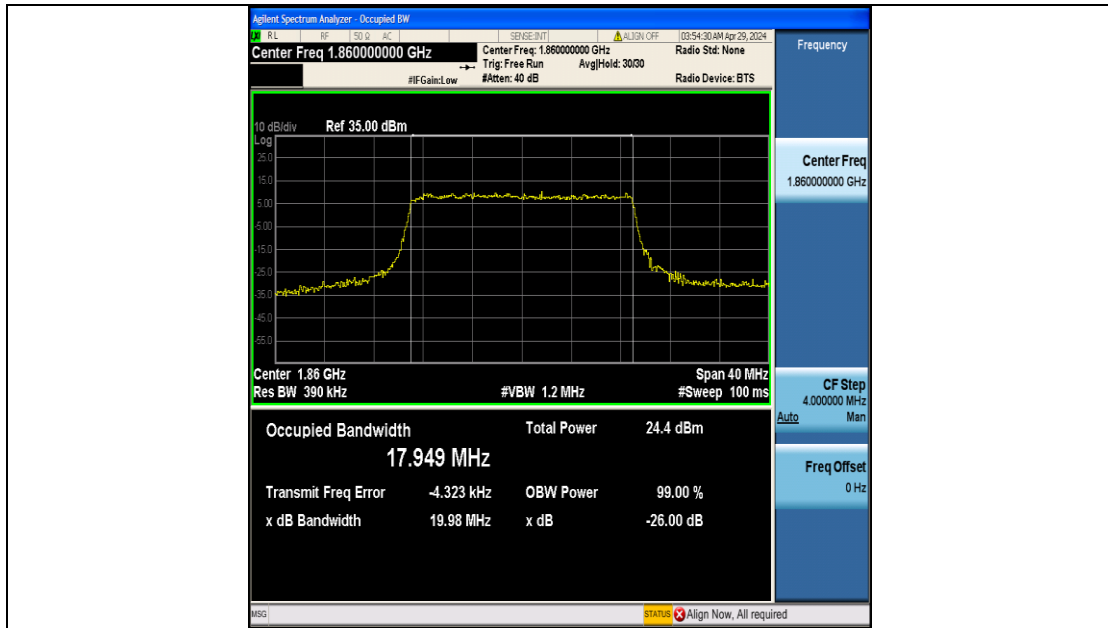 Agilent Spectrum Analyzer - Occupied BW
RL RF 50 Ω AC SENSE:INT ALIGN OFF 03:54:30 AM Apr 29, 2024
Center Freq 1.860000000 GHz
Center Freq: 1.860000000 GHz
Radio Std: None
Trig: Free Run
Avg|Hold: 30/30
#IFGain:Low
#Atten: 40 dB
Radio Device: BTS
10 dB/div Ref 35.00 dBm
Log
25.0
15.0
5.00
-5.00
-15.0
-25.0
-35.0
-45.0
-55.0
Center 1.86 GHz
Span 40 MHz
Res BW 390 kHz
#VBW 1.2 MHz
#Sweep 100 ms
Occupied Bandwidth
17.949 MHz
Total Power 24.4 dBm
Transmit Freq Error -4.323 kHz
OBW Power 99.00 %
x dB Bandwidth 19.98 MHz
x dB -26.00 dB
Frequency
Center Freq
1.860000000 GHz
CF Step
4.000000 MHz
Auto Man
Freq Offset
0 Hz
MSG
STATUS Align Now, All required